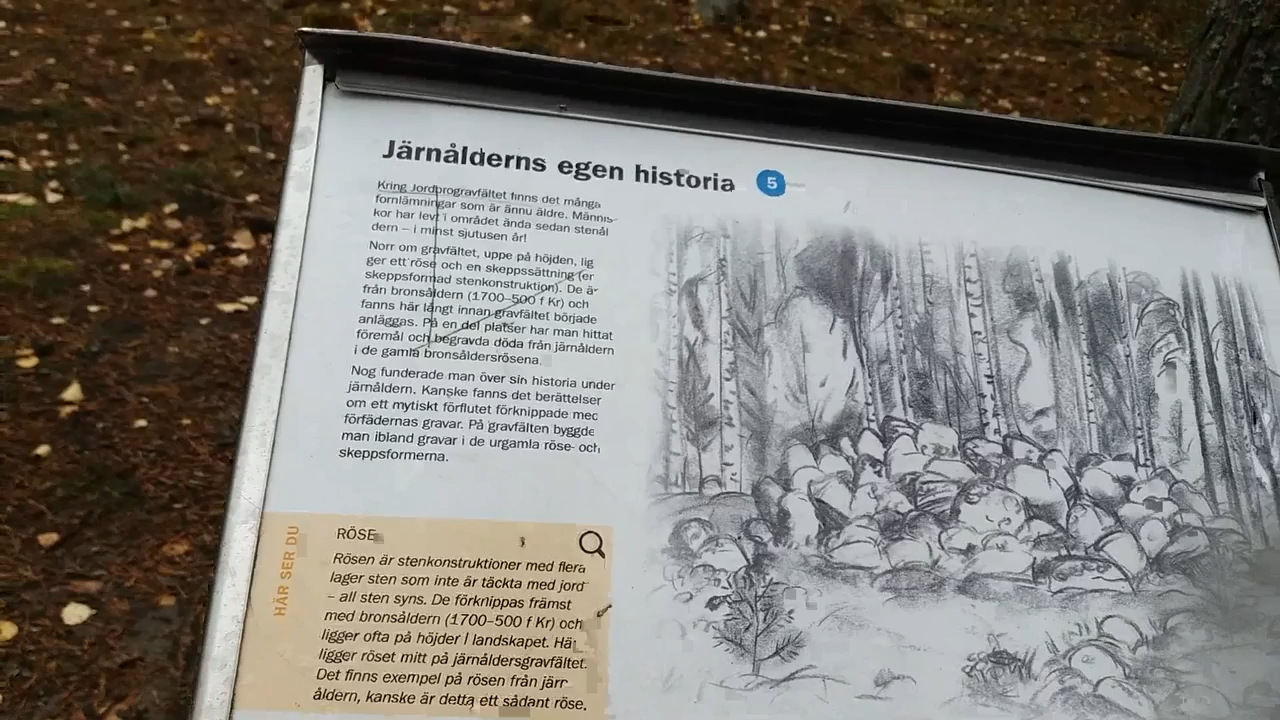 Järnålderns egen historia 5
Kring Jordbrogravfältet finns det många
fornlämningar som är ännu äldre. Männis-
kor har levt i området ända sedan stenål
dern – i minst sjutusen år!
Norr om gravfältet, uppe på höjden, lig
ger ett röse och en skeppssättning (er
skeppsformad stenkonstruktion). De är
från bronsåldern (1700–500 f Kr) och
fanns här långt innan gravfältet började
anläggas. På en del platser har man hittat
föremål och begravda döda från järnåldern
i de gamla bronsåldersrösena.
Nog funderade man över sin historia under
järnåldern. Kanske fanns det berättelser
om ett mytiskt förflutet förknippade med
förfädernas gravar. På gravfälten byggde
man ibland gravar i de urgamla röse- och
skeppsformerna.
HÄR SER DU
RÖSE
Rösen är stenkonstruktioner med flera
lager sten som inte är täckta med jord
– all sten syns. De förknippas främst
med bronsåldern (1700–500 f Kr) och
ligger ofta på höjder i landskapet. Här
ligger röset mitt på järnåldersgravfältet.
Det finns exempel på rösen från järn-
åldern, kanske är detta ett sådant röse.